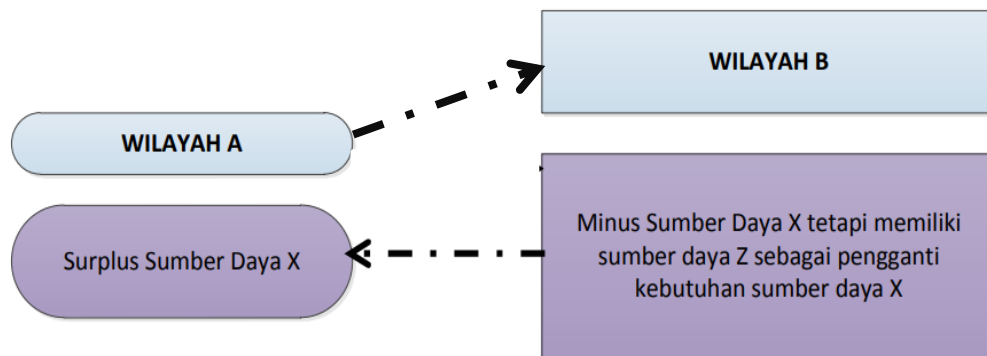 WILAYAH A
Surplus Sumber Daya X
WILAYAH B
Minus Sumber Daya X tetapi memiliki
sumber daya Z sebagai pengganti
kebutuhan sumber daya X